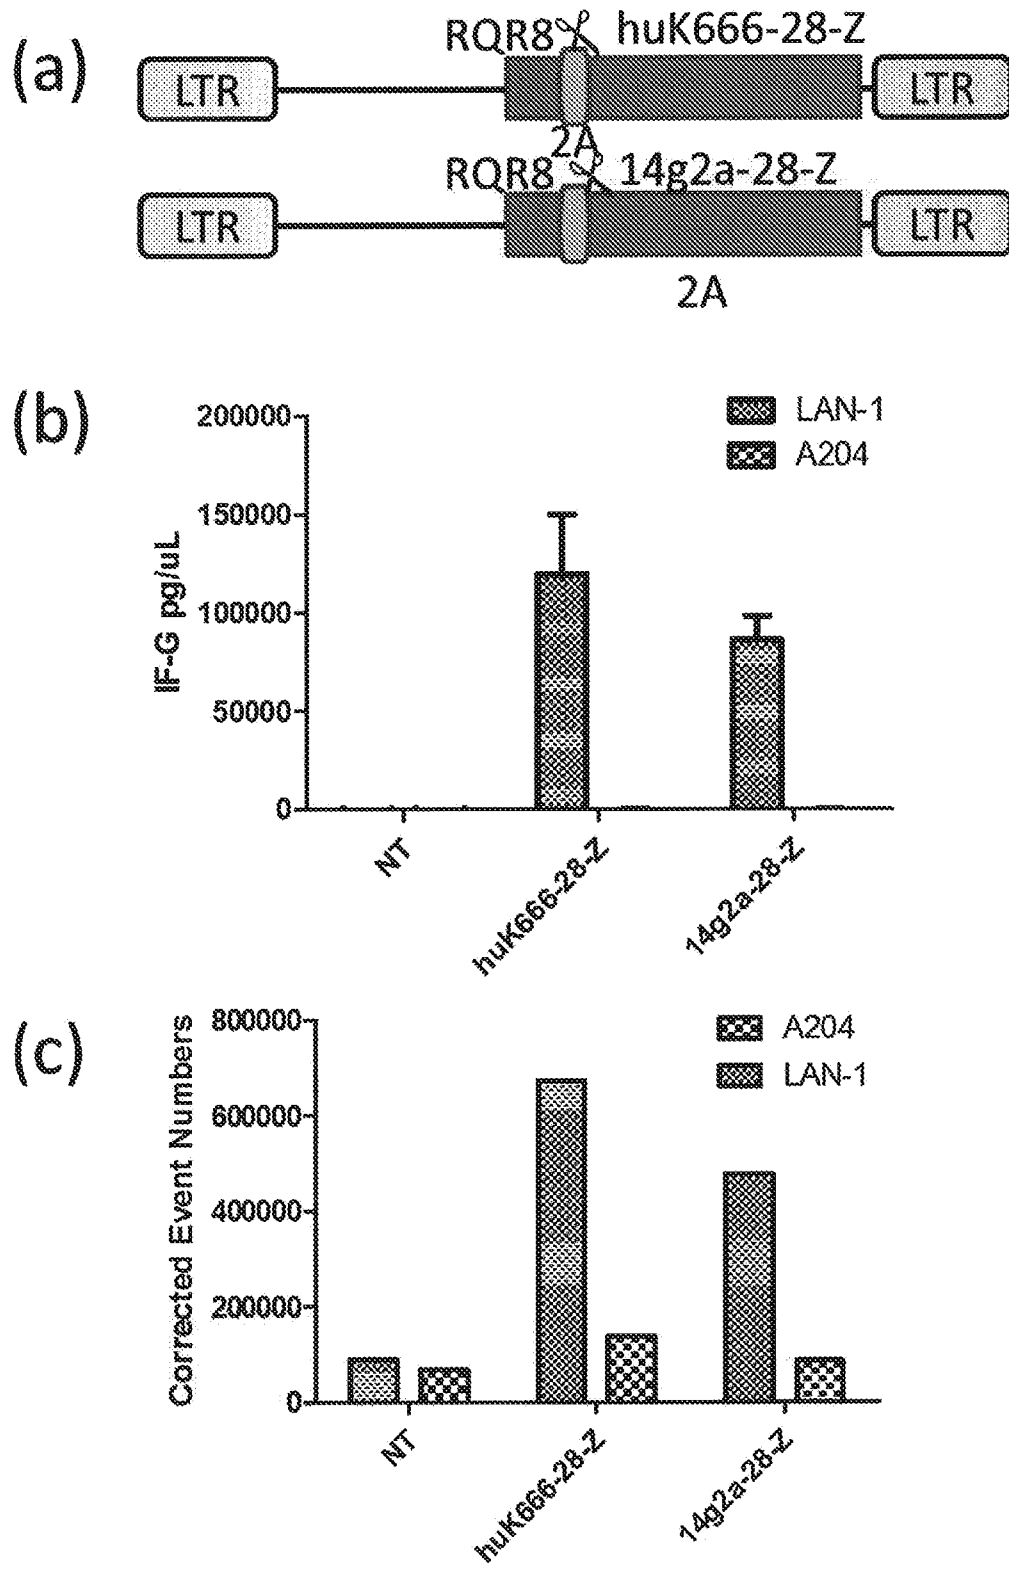 (a)
RQR8 huK666-28-Z
LTR LTR
2A
RQR8 14g2a-28-Z
LTR LTR
2A
(b)
200000
150000
100000
50000
0
IF-G pg/uL
LAN-1
A204
NT
huK666-28-Z
14g2a-28-Z
(c)
800000
600000
400000
200000
0
Corrected Event Numbers
A204
LAN-1
NT
huK666-28-Z
14g2a-28-Z